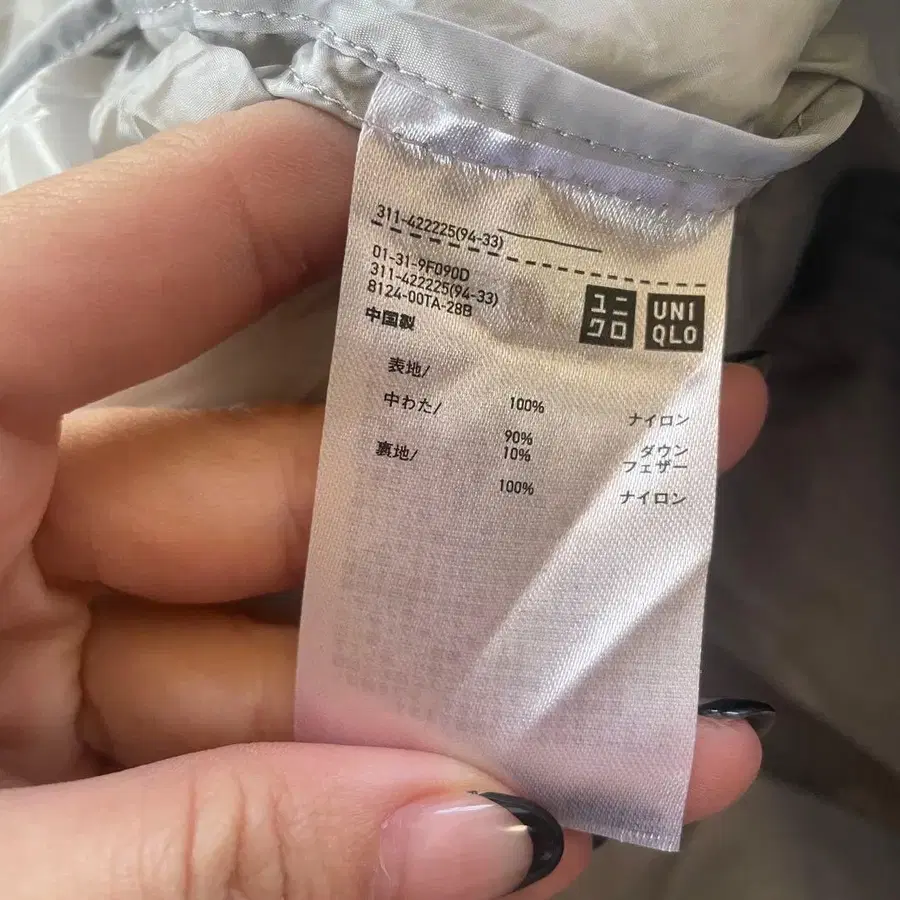 311-422225(94-33)
01-31-9F090D
311-422225(94-33)
8124-00TA-28B
中国製
ユニ
クロ
UNI
QLO
表地/
100% ナイロン
中わた/
90% ダウン
10% フェザー
裏地/
100% ナイロン